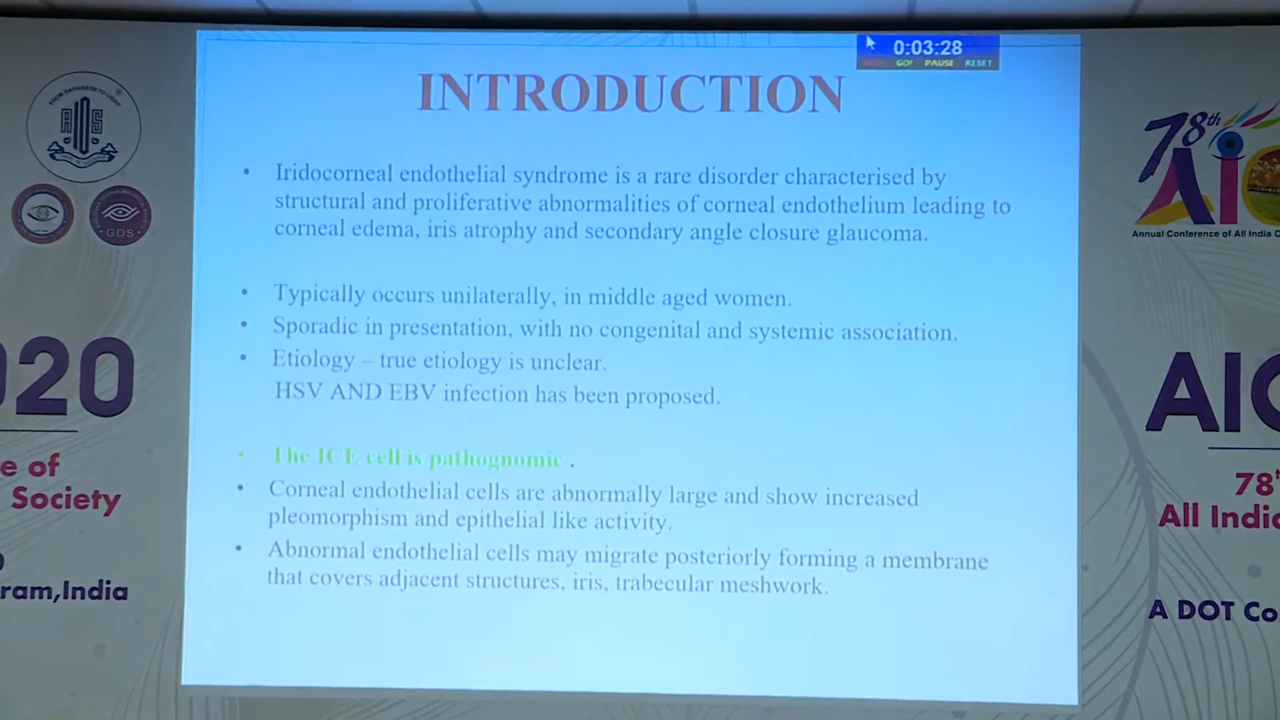 0:03:28
GO! PAUSE RESET
INTRODUCTION
• Iridocorneal endothelial syndrome is a rare disorder characterised by
structural and proliferative abnormalities of corneal endothelium leading to
corneal edema, iris atrophy and secondary angle closure glaucoma.
• Typically occurs unilaterally, in middle aged women.
• Sporadic in presentation, with no congenital and systemic association.
• Etiology – true etiology is unclear.
HSV AND EBV infection has been proposed.
• The ICE cell is pathognomic .
• Corneal endothelial cells are abnormally large and show increased
pleomorphism and epithelial like activity.
• Abnormal endothelial cells may migrate posteriorly forming a membrane
that covers adjacent structures, iris, trabecular meshwork.
AIOS
GOS
020
e of
Society
ram,India
78th
AIO
Annual Conference of All India
AIO
78t
All Indi
A DOT Co